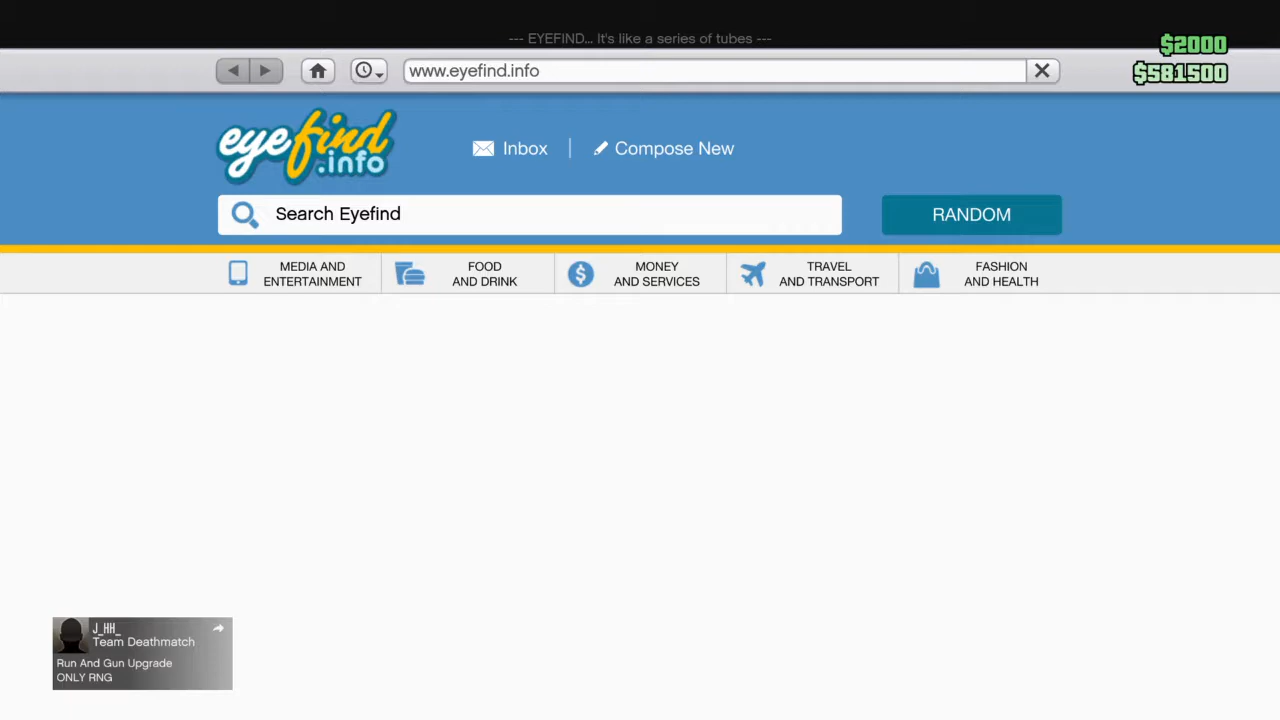 --- EYEFIND... It's like a series of tubes ---
$2000
www.eyefind.info
$581500
eyefind
.info
Inbox
Compose New
Search Eyefind
RANDOM
MEDIA AND
ENTERTAINMENT
FOOD
AND DRINK
MONEY
AND SERVICES
TRAVEL
AND TRANSPORT
FASHION
AND HEALTH
J_HH_
Team Deathmatch
Run And Gun Upgrade
ONLY RNG